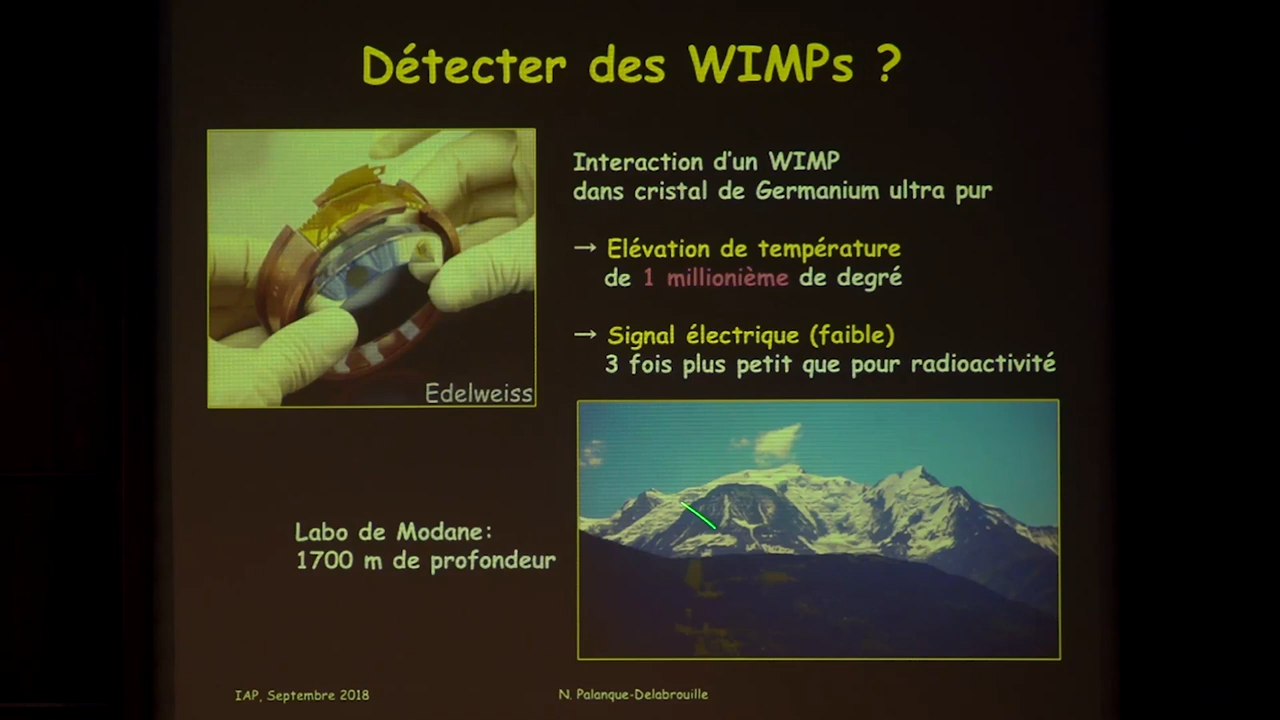 Détecter des WIMPs ?
Interaction d'un WIMP
dans cristal de Germanium ultra pur
→ Elévation de température
de 1 millionième de degré
→ Signal électrique (faible)
3 fois plus petit que pour radioactivité
Edelweiss
Labo de Modane:
1700 m de profondeur
IAP, Septembre 2018
N. Palanque-Delabrouille